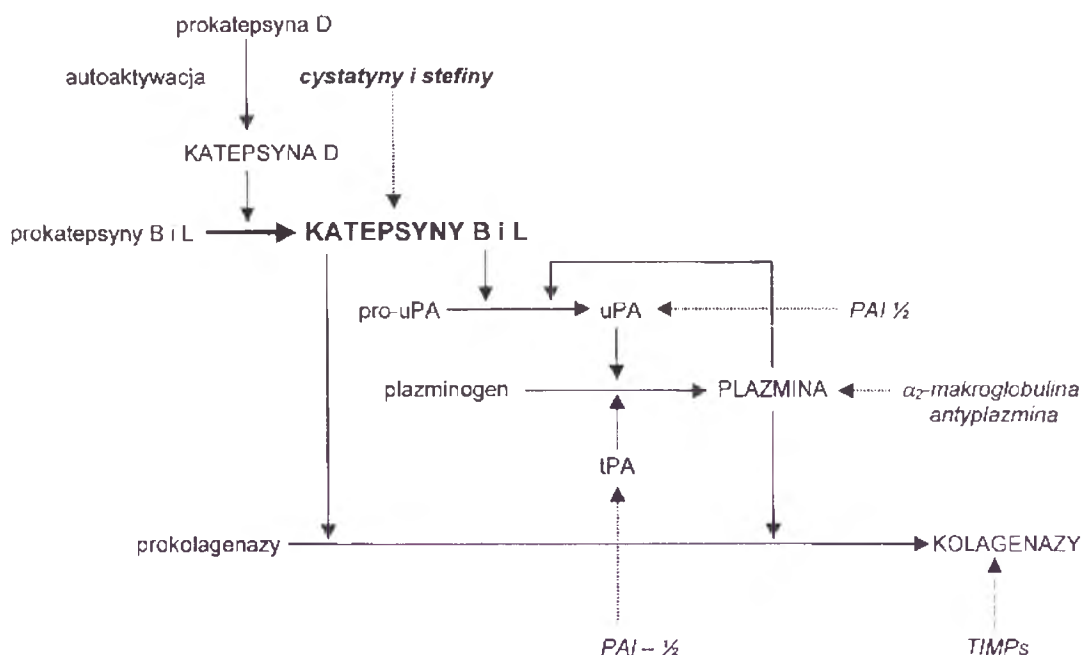 prokatepsyna D
autoaktywacja
cystatyny i stefiny
KATEPSYNA D
prokatepsyny B i L
KATEPSYNY B i L
pro-uPA
uPA
PAI ½
plazminogen
PLAZMINA
α₂-makroglobulina
antyplazmina
tPA
prokolagenazy
KOLAGENAZY
PAI – ½
TIMPs